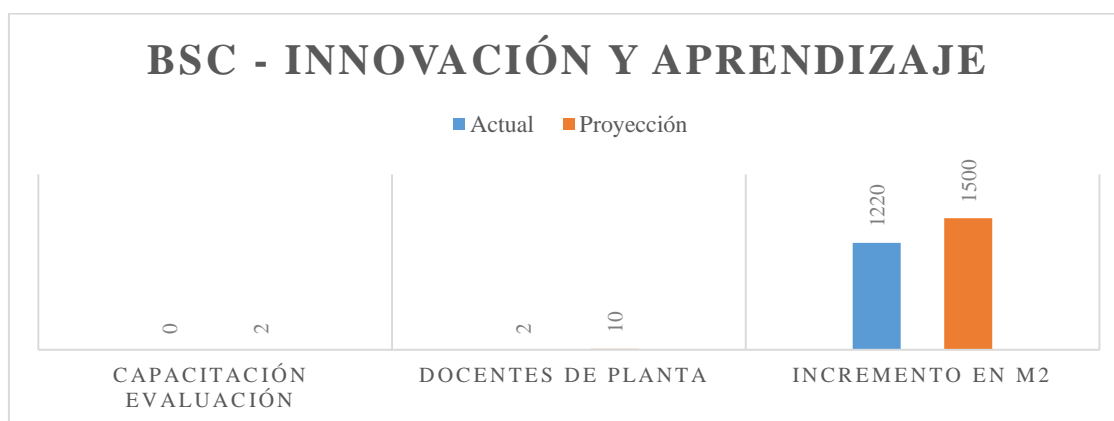 BSC - INNOVACIÓN Y APRENDIZAJE
Actual Proyección
0 2 2 10 1220 1500
CAPACITACIÓN EVALUACIÓN
DOCENTES DE PLANTA
INCREMENTO EN M2